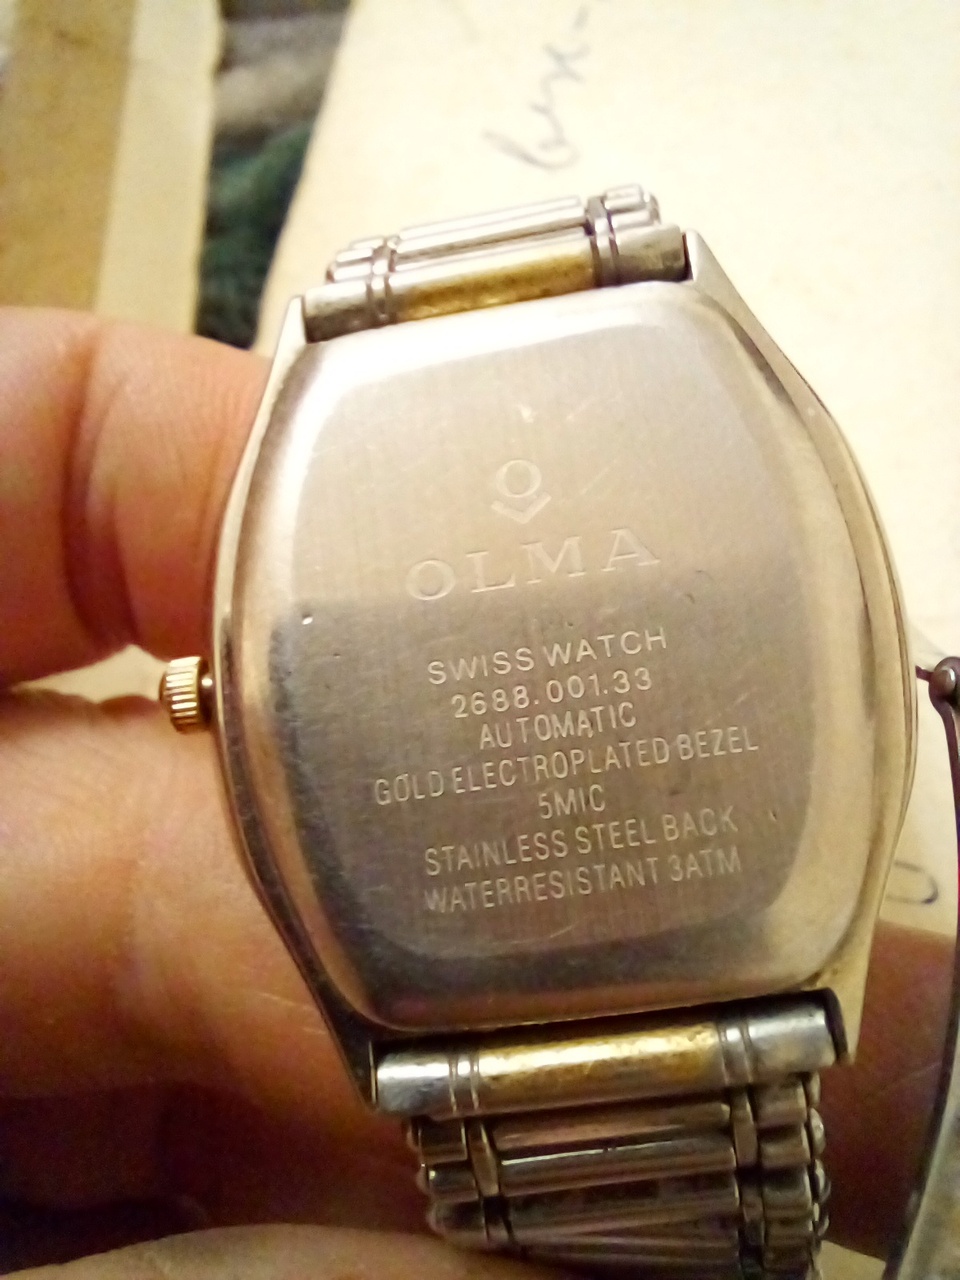 OLMA
SWISS WATCH
2688.001.33
AUTOMATIC
GOLD ELECTROPLATED BEZEL
5MIC
STAINLESS STEEL BACK
WATERRESISTANT 3ATM